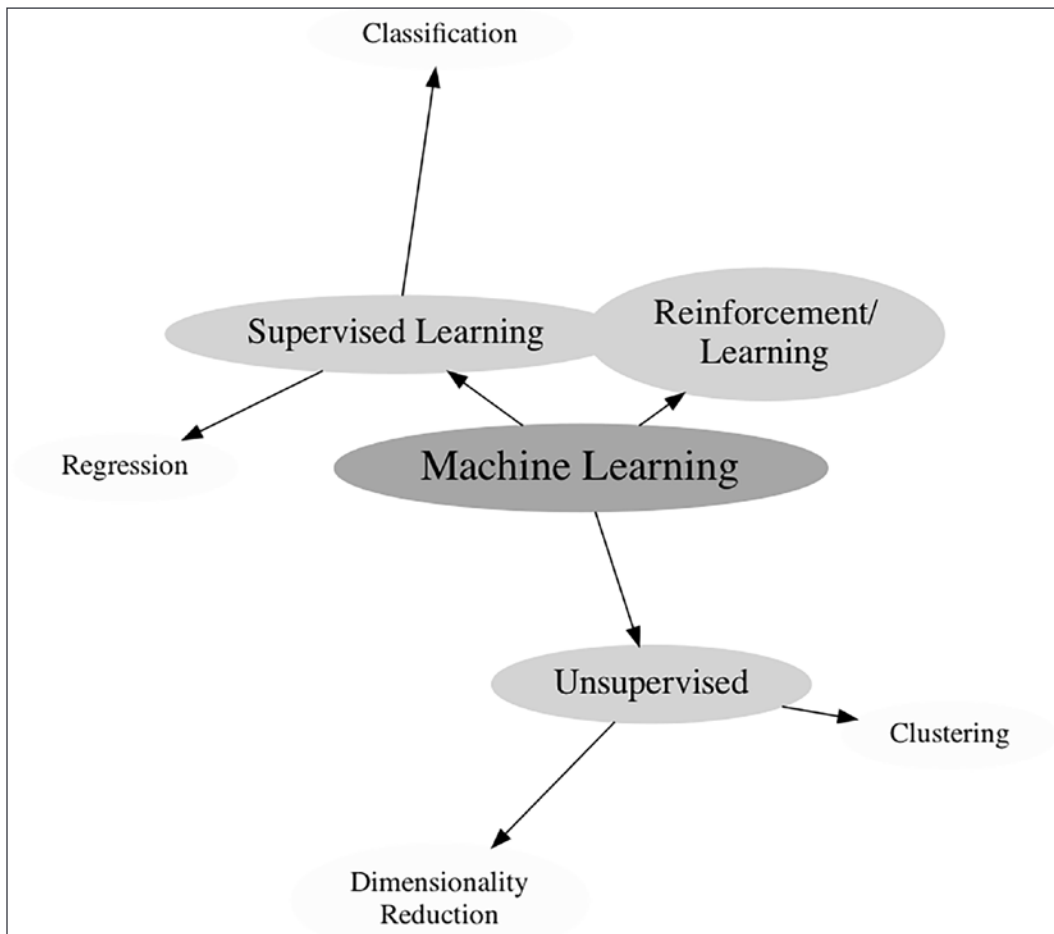 Classification
Supervised Learning
Reinforcement/
Learning
Regression
Machine Learning
Unsupervised
Clustering
Dimensionality
Reduction